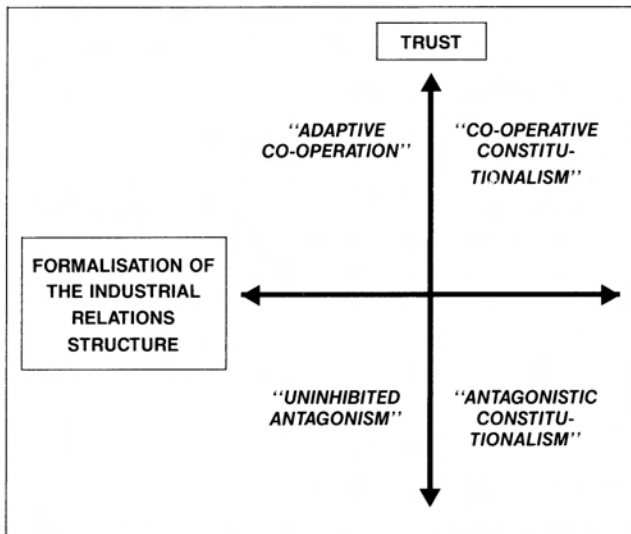 TRUST
"ADAPTIVE
CO-OPERATION"
"CO-OPERATIVE
CONSTITU-
TIONALISM"
FORMALISATION OF
THE INDUSTRIAL
RELATIONS
STRUCTURE
"UNINHIBITED
ANTAGONISM"
"ANTAGONISTIC
CONSTITU-
TIONALISM"